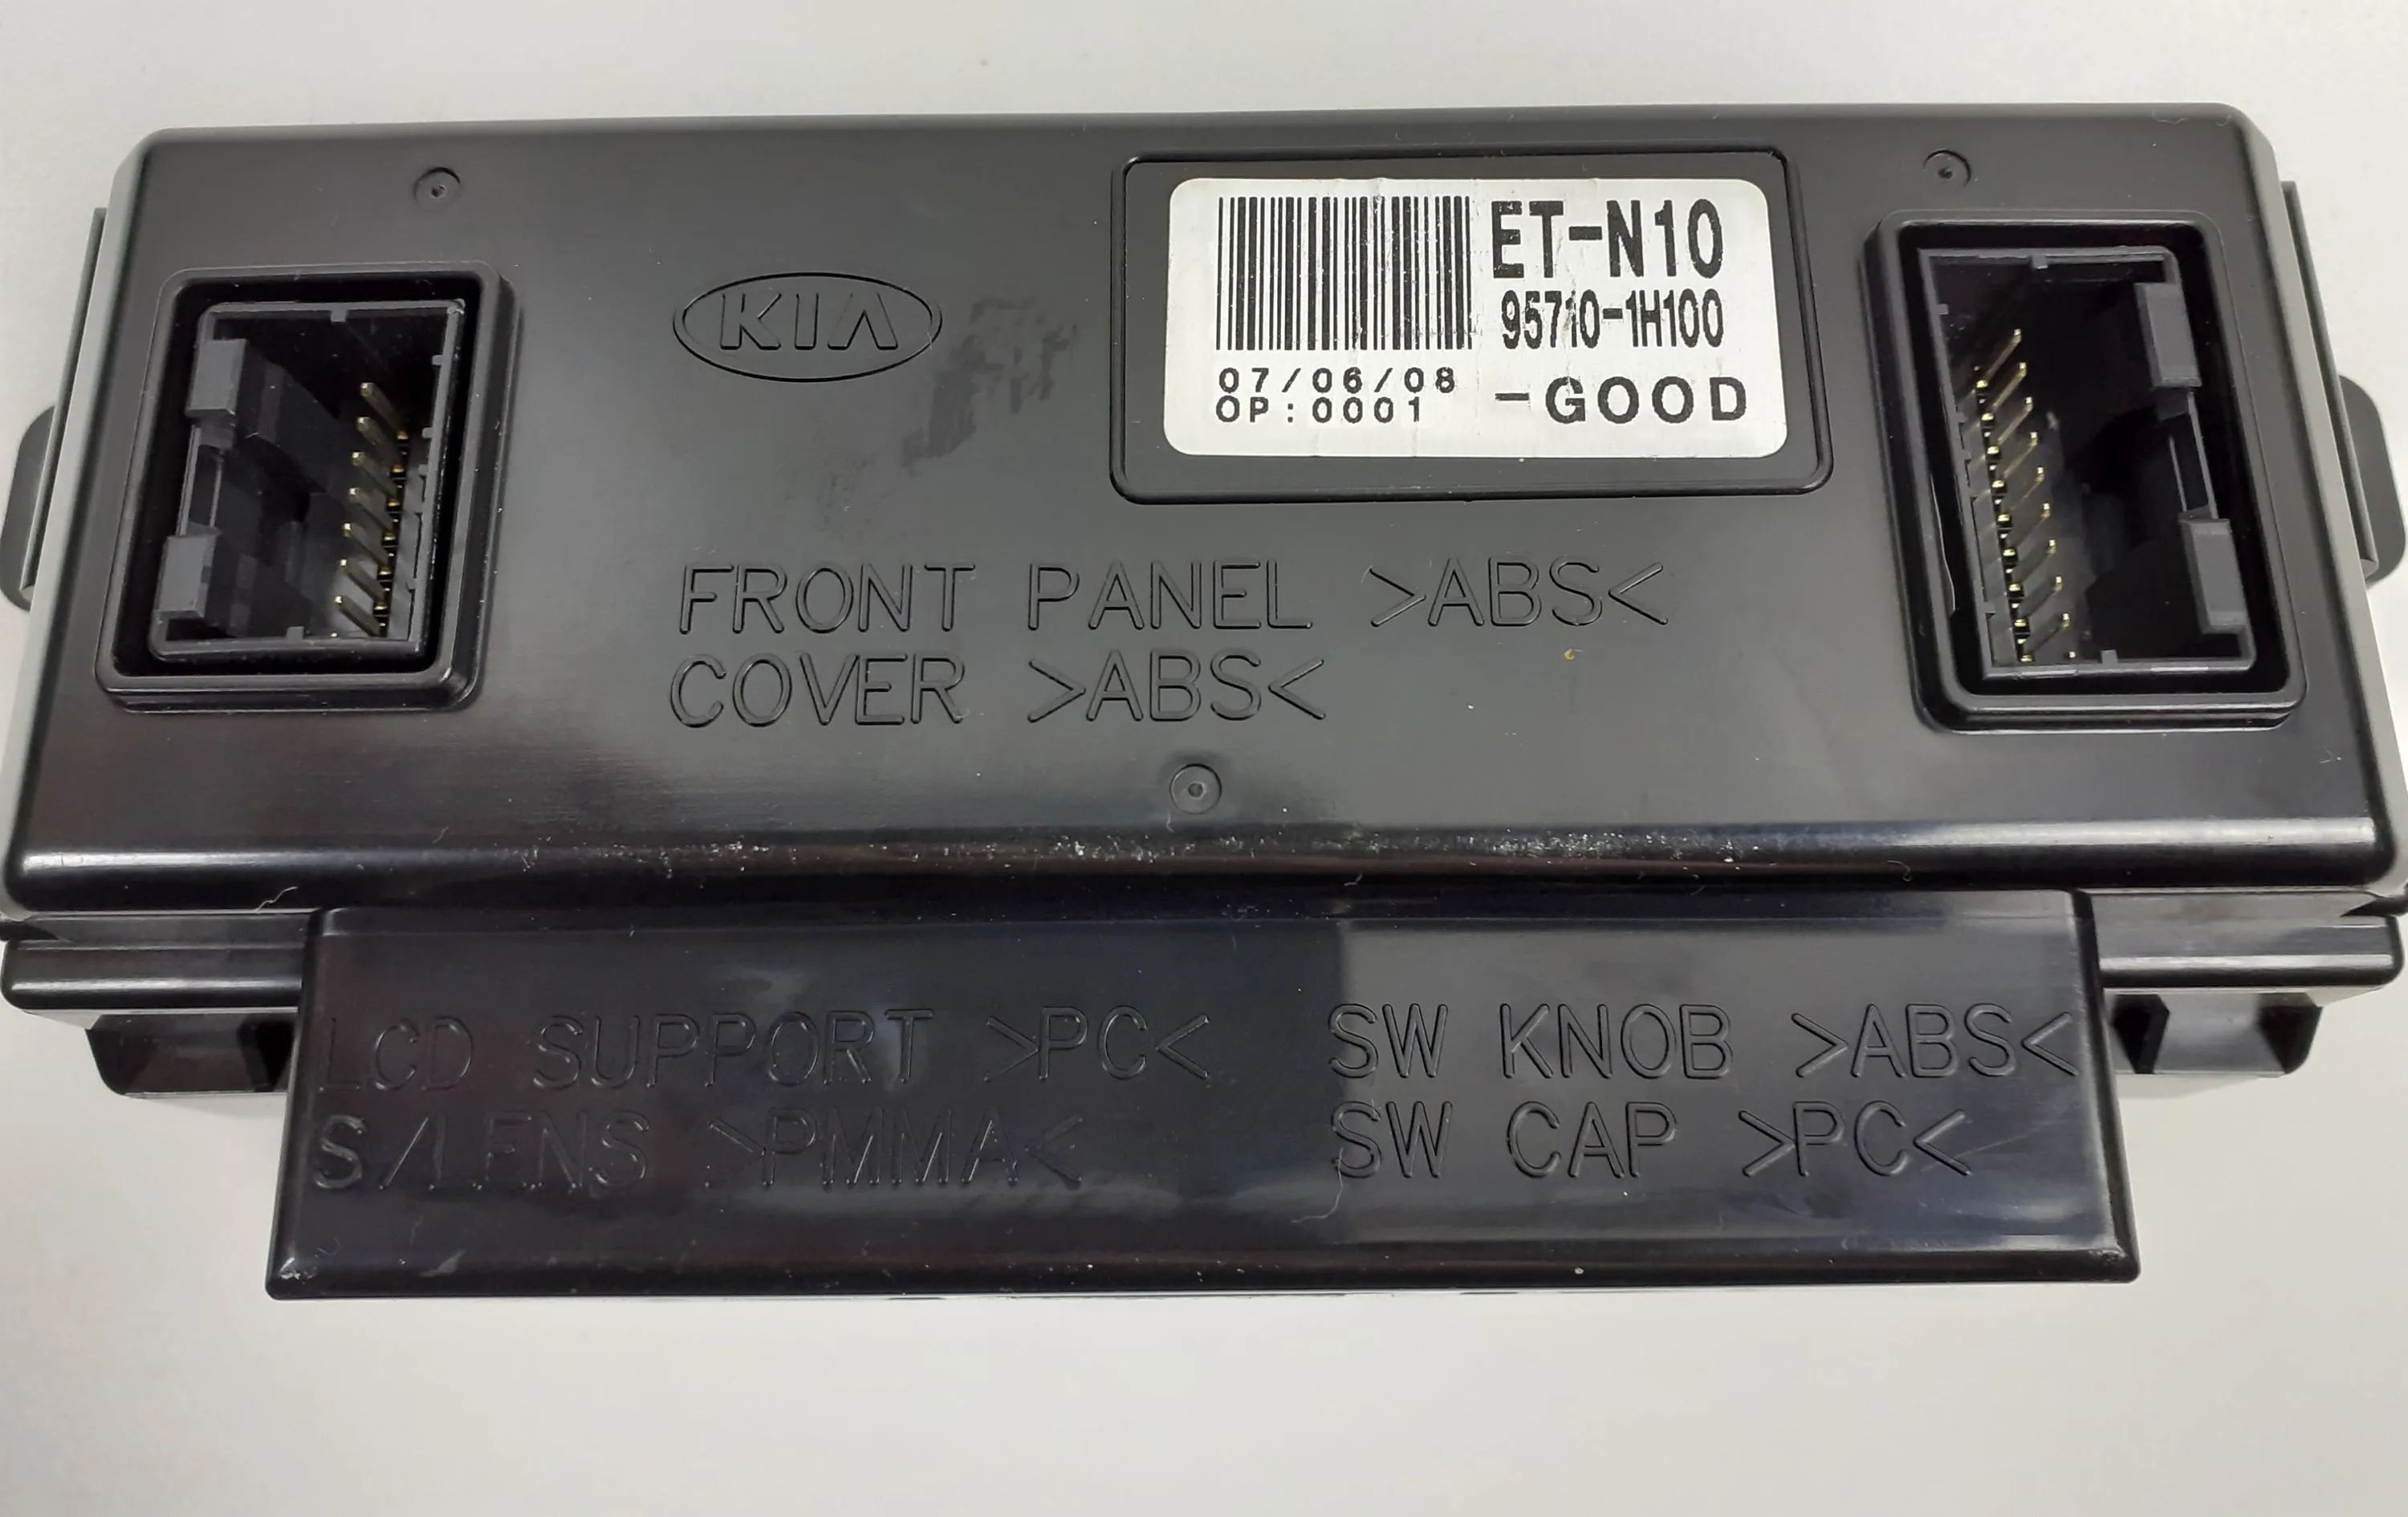 KIA
ET-N10
95710-1H100
07/06/08
OP:0001
-GOOD
FRONT PANEL >ABS<
COVER >ABS<
LCD SUPPORT >PC<
S/LENS >PMMA<
SW KNOB >ABS<
SW CAP >PC<